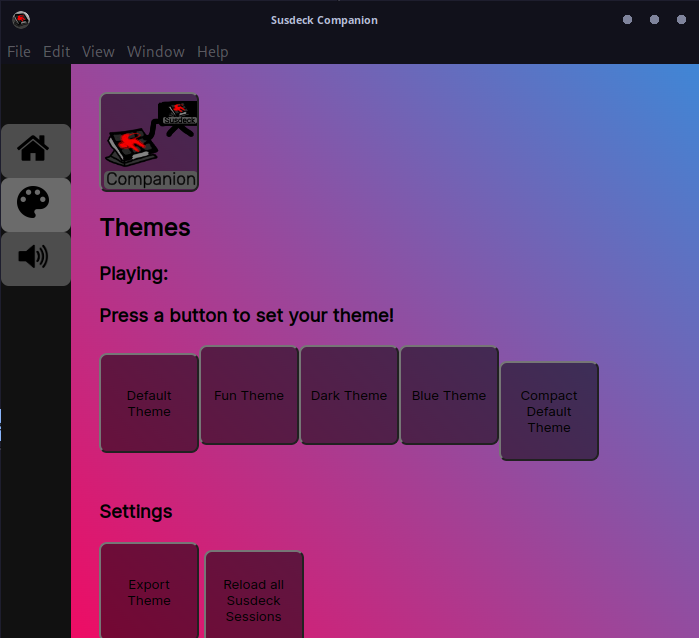 Susdeck Companion
File Edit View Window Help
Susdeck
Companion
Themes
Playing:
Press a button to set your theme!
Default
Theme
Fun Theme
Dark Theme
Blue Theme
Compact
Default
Theme
Settings
Export
Theme
Reload all
Susdeck
Sessions